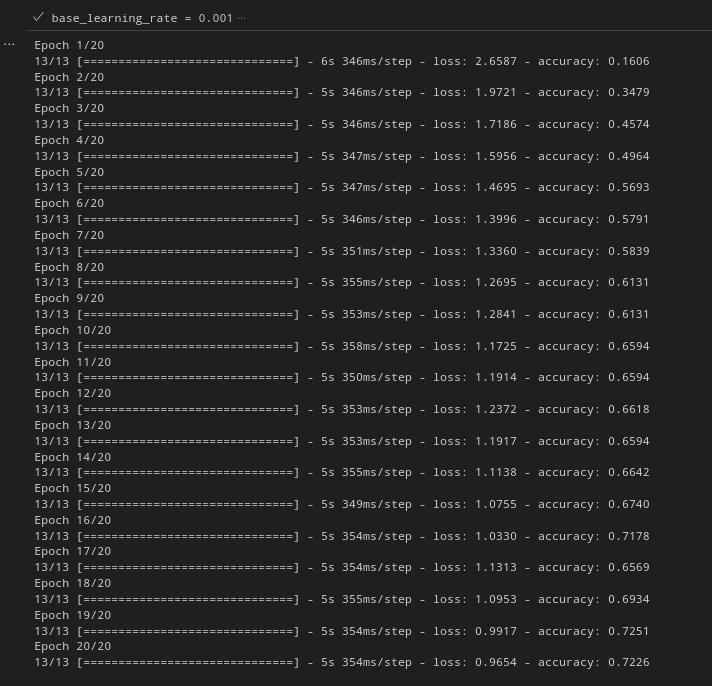 base_learning_rate = 0.001 ...
Epoch 1/20
13/13 [==============================] - 6s 346ms/step - loss: 2.6587 - accuracy: 0.1606
Epoch 2/20
13/13 [==============================] - 5s 346ms/step - loss: 1.9721 - accuracy: 0.3479
Epoch 3/20
13/13 [==============================] - 5s 346ms/step - loss: 1.7186 - accuracy: 0.4574
Epoch 4/20
13/13 [==============================] - 5s 347ms/step - loss: 1.5956 - accuracy: 0.4964
Epoch 5/20
13/13 [==============================] - 5s 347ms/step - loss: 1.4695 - accuracy: 0.5693
Epoch 6/20
13/13 [==============================] - 5s 346ms/step - loss: 1.3996 - accuracy: 0.5791
Epoch 7/20
13/13 [==============================] - 5s 351ms/step - loss: 1.3360 - accuracy: 0.5839
Epoch 8/20
13/13 [==============================] - 5s 355ms/step - loss: 1.2695 - accuracy: 0.6131
Epoch 9/20
13/13 [==============================] - 5s 353ms/step - loss: 1.2841 - accuracy: 0.6131
Epoch 10/20
13/13 [==============================] - 5s 358ms/step - loss: 1.1725 - accuracy: 0.6594
Epoch 11/20
13/13 [==============================] - 5s 350ms/step - loss: 1.1914 - accuracy: 0.6594
Epoch 12/20
13/13 [==============================] - 5s 353ms/step - loss: 1.2372 - accuracy: 0.6618
Epoch 13/20
13/13 [==============================] - 5s 353ms/step - loss: 1.1917 - accuracy: 0.6594
Epoch 14/20
13/13 [==============================] - 5s 355ms/step - loss: 1.1138 - accuracy: 0.6642
Epoch 15/20
13/13 [==============================] - 5s 349ms/step - loss: 1.0755 - accuracy: 0.6740
Epoch 16/20
13/13 [==============================] - 5s 354ms/step - loss: 1.0330 - accuracy: 0.7178
Epoch 17/20
13/13 [==============================] - 5s 354ms/step - loss: 1.1313 - accuracy: 0.6569
Epoch 18/20
13/13 [==============================] - 5s 355ms/step - loss: 1.0953 - accuracy: 0.6934
Epoch 19/20
13/13 [==============================] - 5s 354ms/step - loss: 0.9917 - accuracy: 0.7251
Epoch 20/20
13/13 [==============================] - 5s 354ms/step - loss: 0.9654 - accuracy: 0.7226